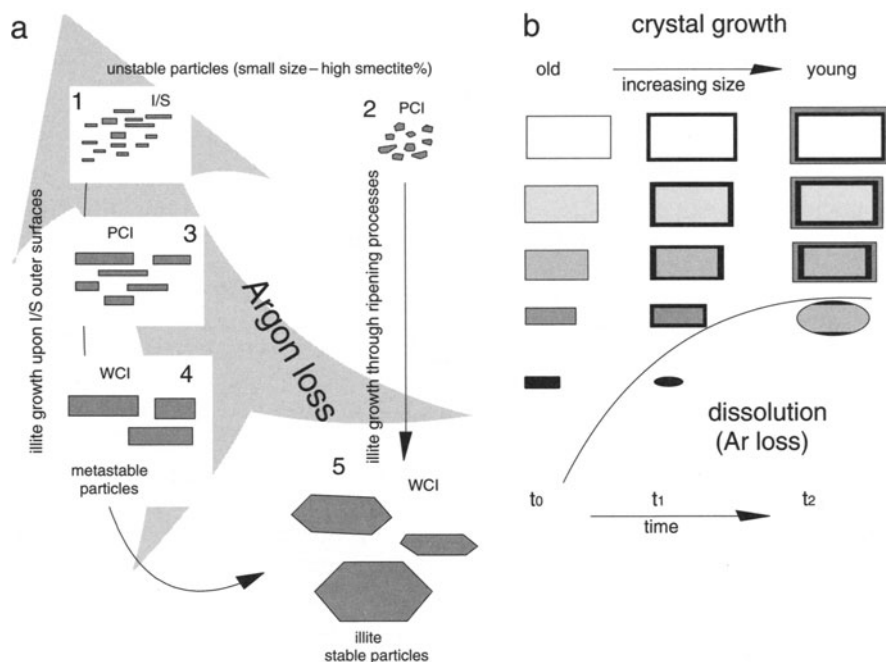 a
unstable particles (small size – high smectite%)
1
I/S
2
PCI
PCI
3
illite growth upon I/S outer surfaces
Argon loss
illite growth through ripening processes
WCI
4
metastable
particles
5
WCI
illite
stable particles
b
crystal growth
old
increasing size
young
dissolution
(Ar loss)
t0
t1
t2
time